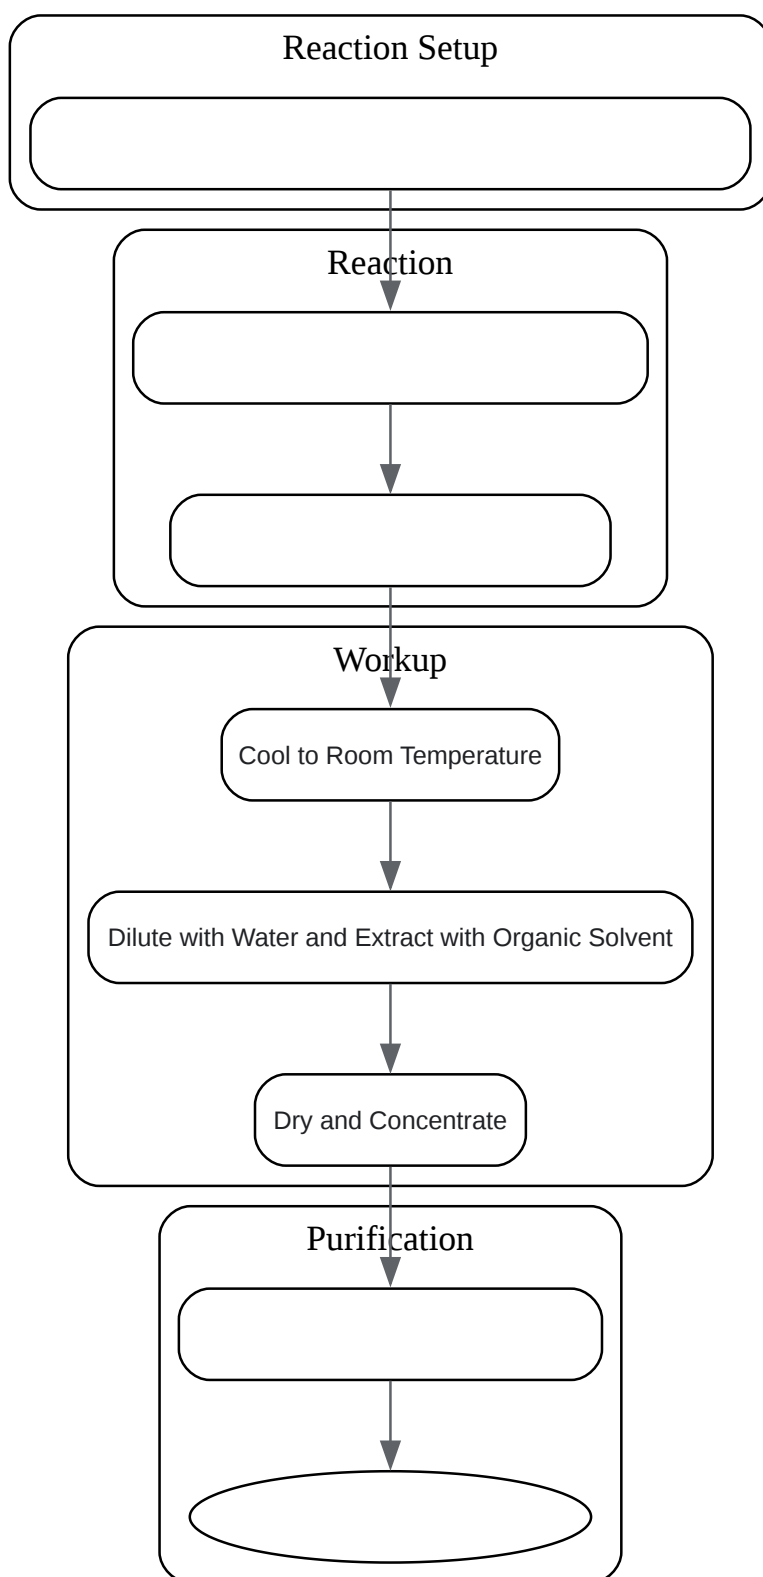 Reaction Setup
Reaction
Workup
Cool to Room Temperature
Dilute with Water and Extract with Organic Solvent
Dry and Concentrate
Purification